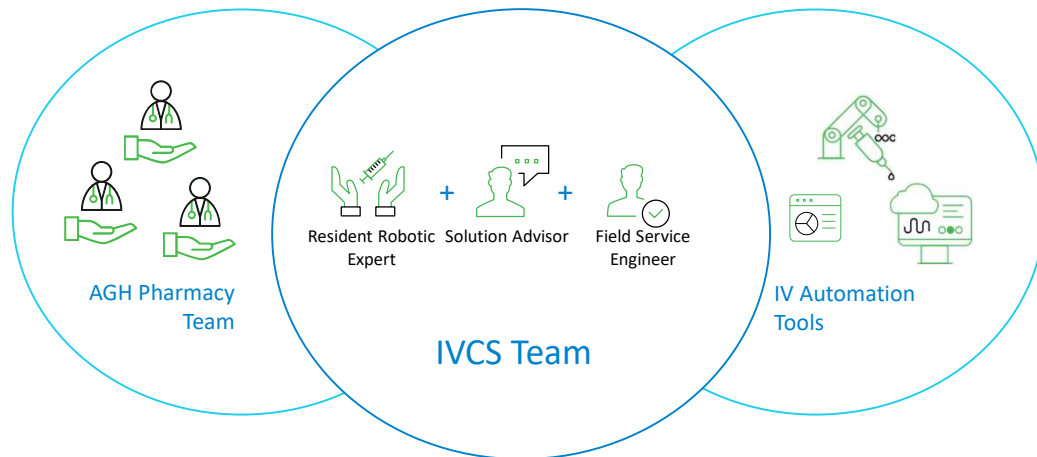 AGH Pharmacy
Team
+
+
Resident Robotic
Expert
Solution Advisor
Field Service
Engineer
IVCS Team
IV Automation
Tools